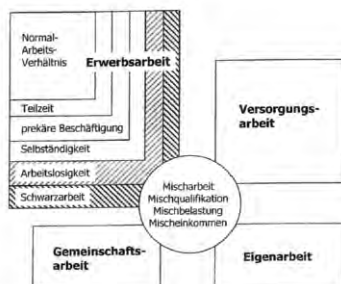 Normal-
Arbeits-
Verhältnis
Erwerbsarbeit
Teilzeit
prekäre Beschäftigung
Selbständigkeit
Arbeitslosigkeit
Schwarzarbeit
Versorgungs-
arbeit
Mischarbeit
Mischqualifikation
Mischbelastung
Mischeinkommen
Gemeinschafts-
arbeit
Eigenarbeit